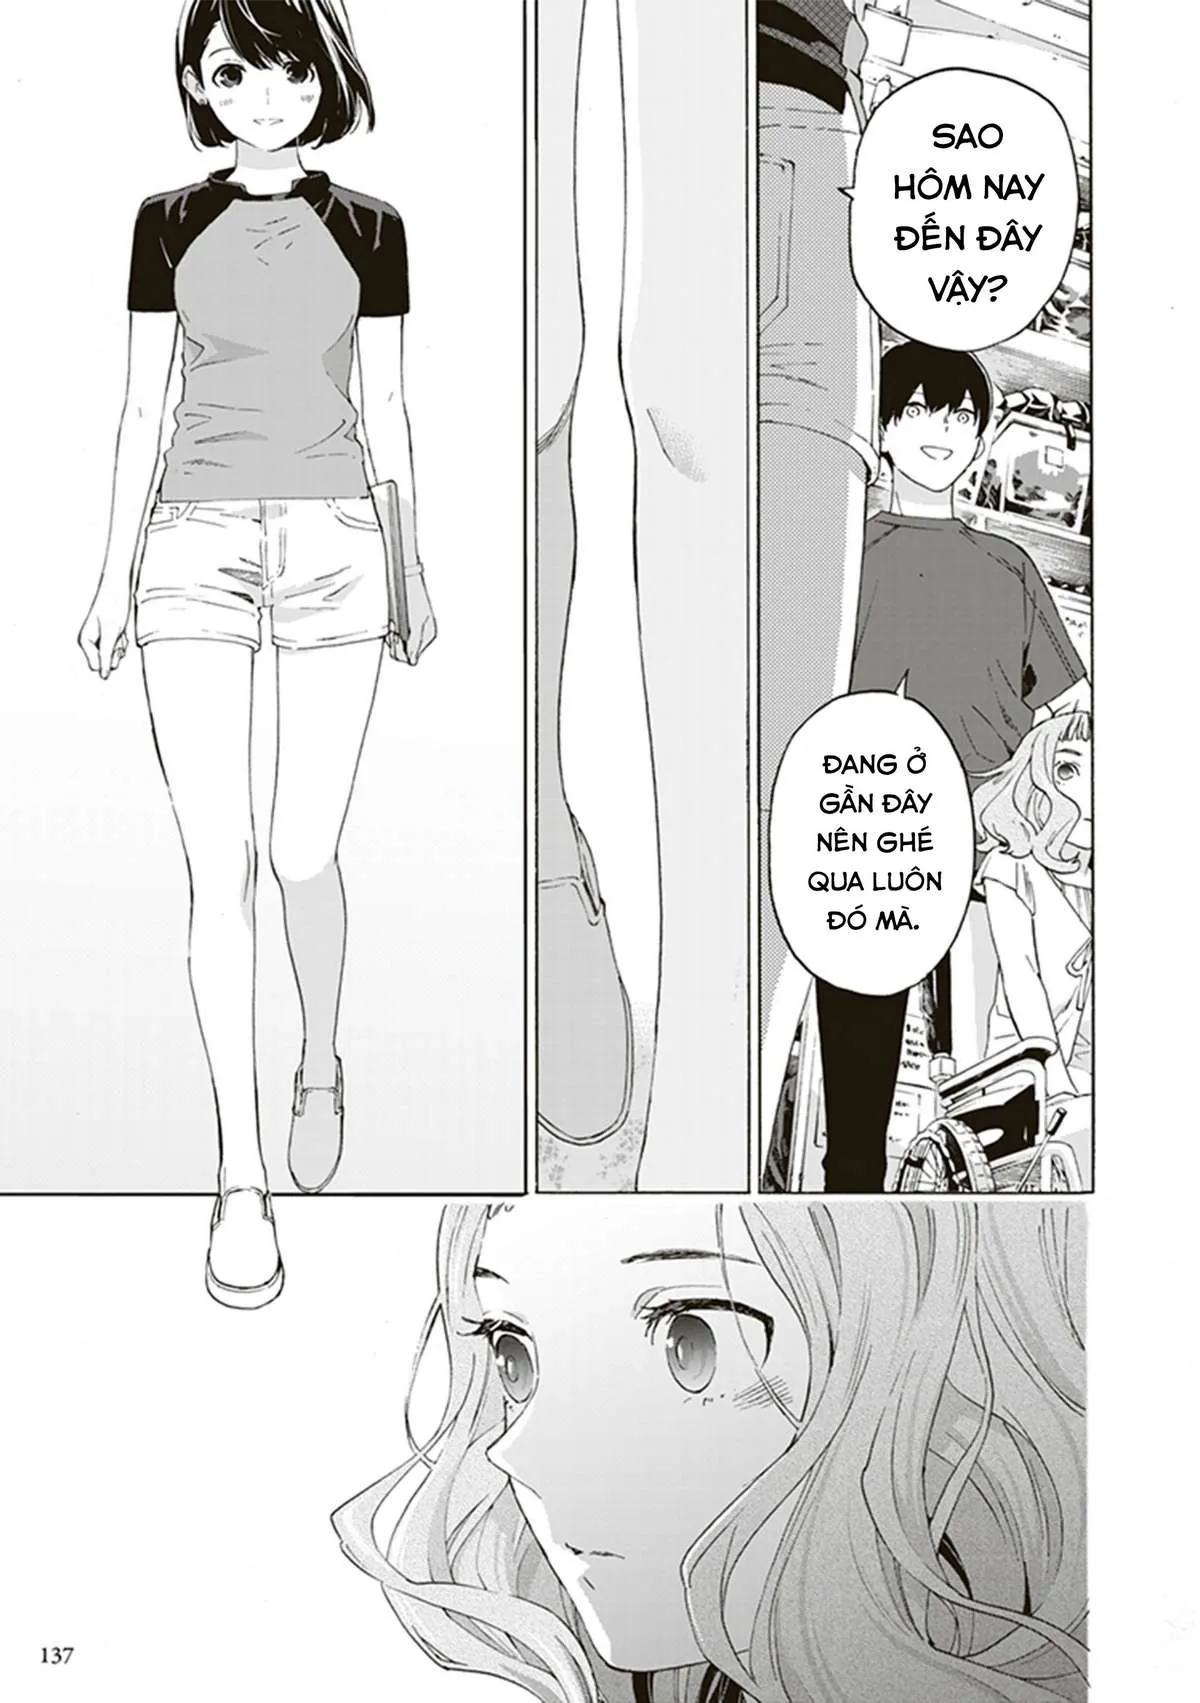 SAO
HÔM NAY
ĐẾN ĐÂY
VẬY?
ĐANG Ở
GẦN ĐÂY
NÊN GHÉ
QUA LUÔN
ĐÓ MÀ.
137